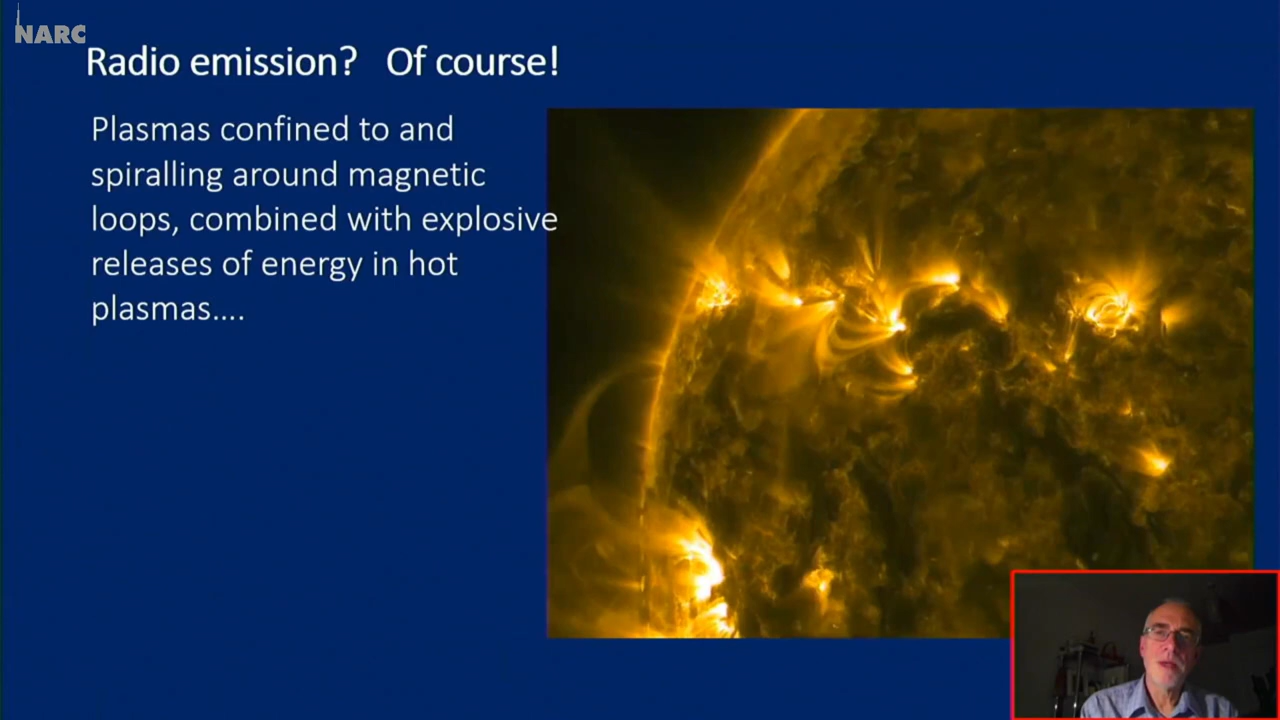 NARC
Radio emission? Of course!
Plasmas confined to and
spiralling around magnetic
loops, combined with explosive
releases of energy in hot
plasmas....